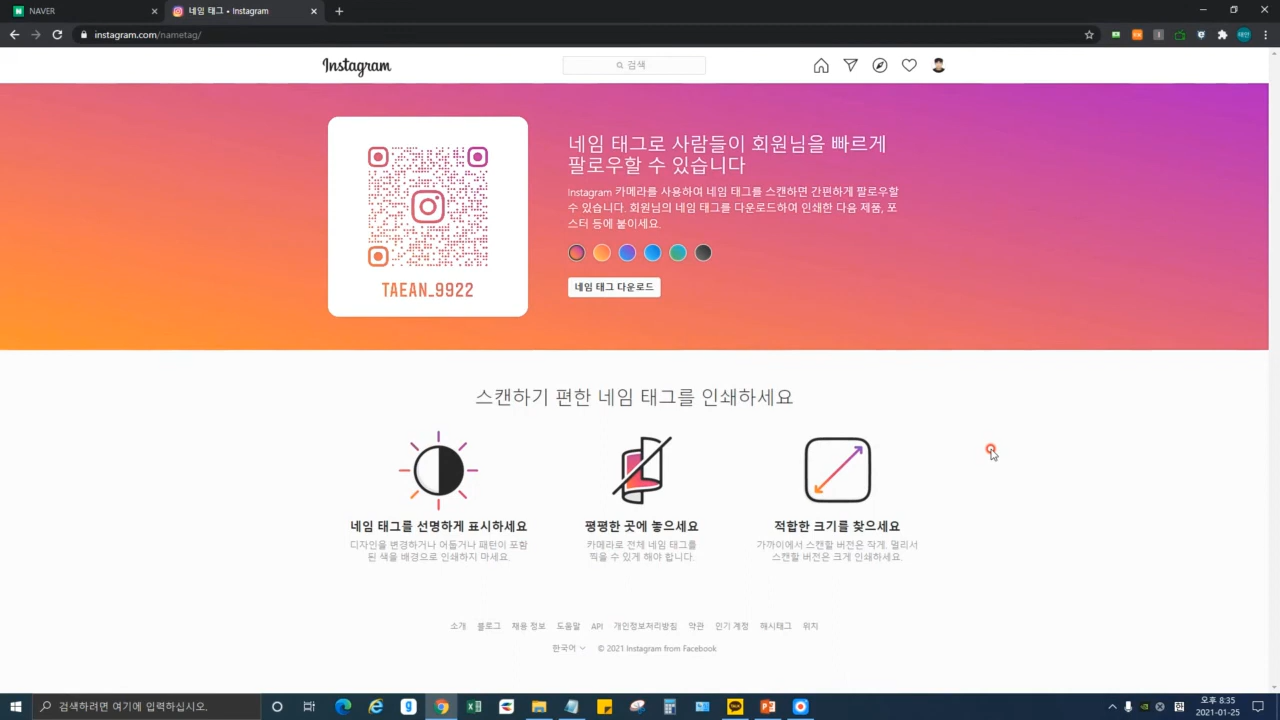 NAVER
네임 태그 • Instagram
instagram.com/nametag/
Instagram
검색
네임 태그로 사람들이 회원님을 빠르게
팔로우할 수 있습니다
Instagram 카메라를 사용하여 네임 태그를 스캔하면 간편하게 팔로우할
수 있습니다. 회원님의 네임 태그를 다운로드하여 인쇄한 다음 제품, 포
스터 등에 붙이세요.
네임 태그 다운로드
TAEAN_9922
스캔하기 편한 네임 태그를 인쇄하세요
네임 태그를 선명하게 표시하세요
디자인을 변경하거나 어둡거나 패턴이 포함
된 색을 배경으로 인쇄하지 마세요.
평평한 곳에 놓으세요
카메라로 전체 네임 태그를
찍을 수 있게 해야 합니다.
적합한 크기를 찾으세요
가까이에서 스캔할 버전은 작게, 멀리서
스캔할 버전은 크게 인쇄하세요.
소개 블로그 채용 정보 도움말 API 개인정보처리방침 약관 인기 계정 해시태그 위치
한국어 © 2021 Instagram from Facebook
검색하려면 여기에 입력하십시오.
오후 8:35
2021-01-25